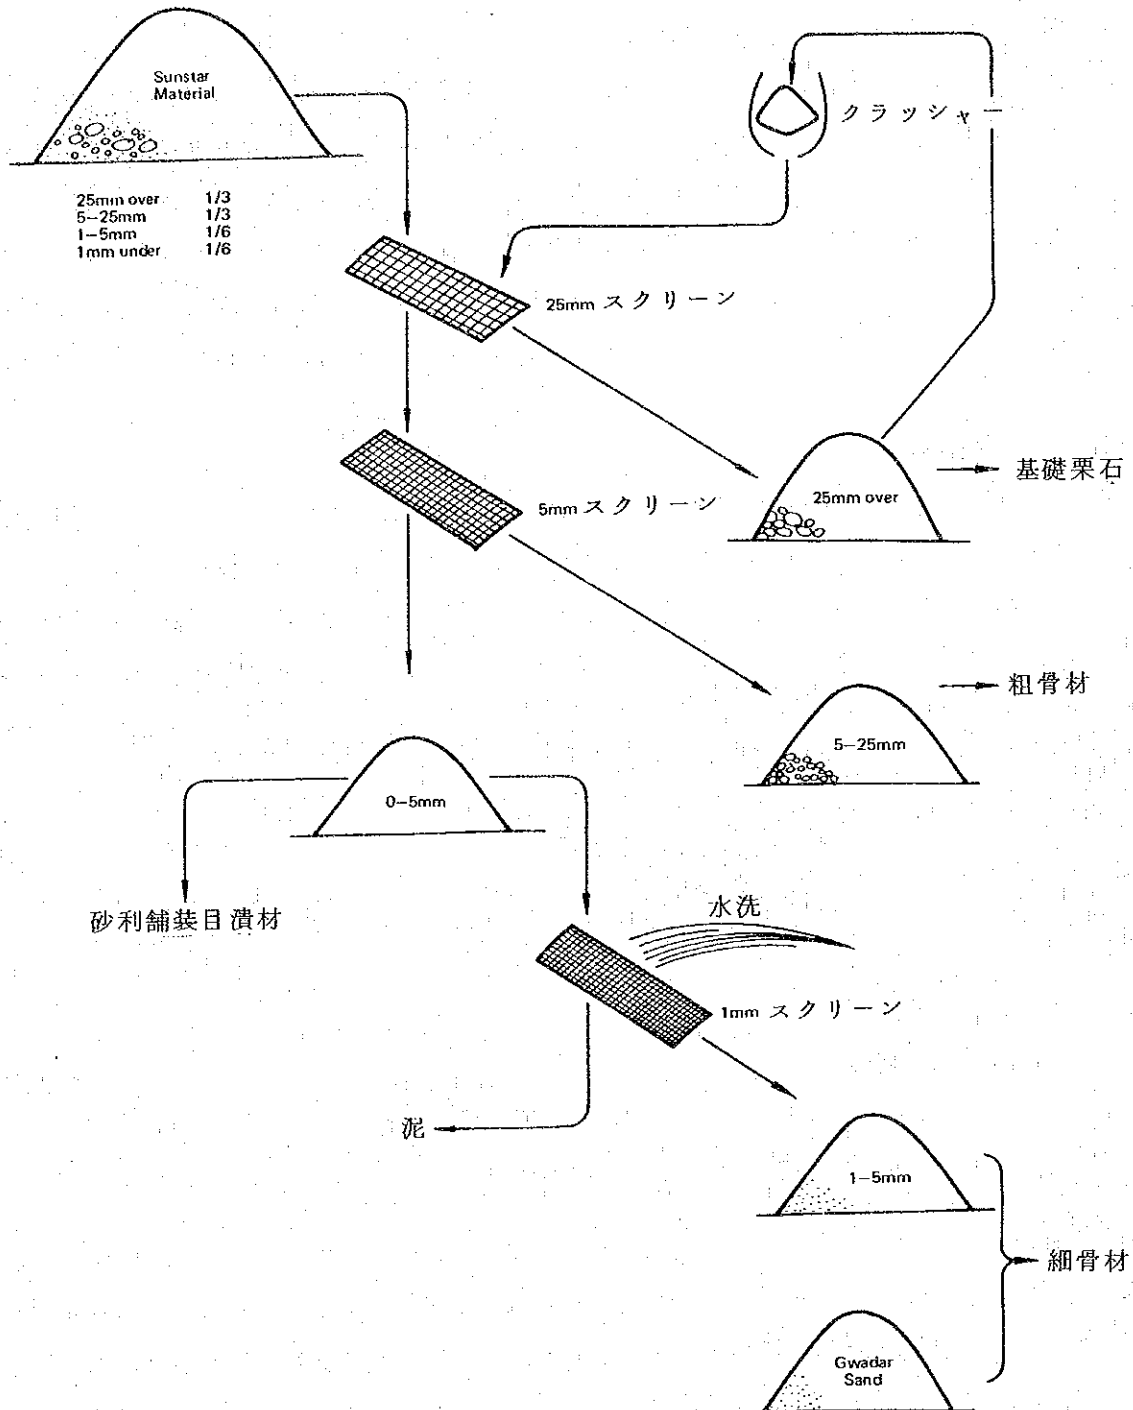 Sunstar
Material
クラッシャー
25mm over 1/3
5-25mm 1/3
1-5mm 1/6
1mm under 1/6
25mm スクリーン
基礎栗石
25mm over
5mm スクリーン
粗骨材
5-25mm
0-5mm
砂利舗装目潰材
水洗
1mm スクリーン
泥
1-5mm
細骨材
Gwadar
Sand